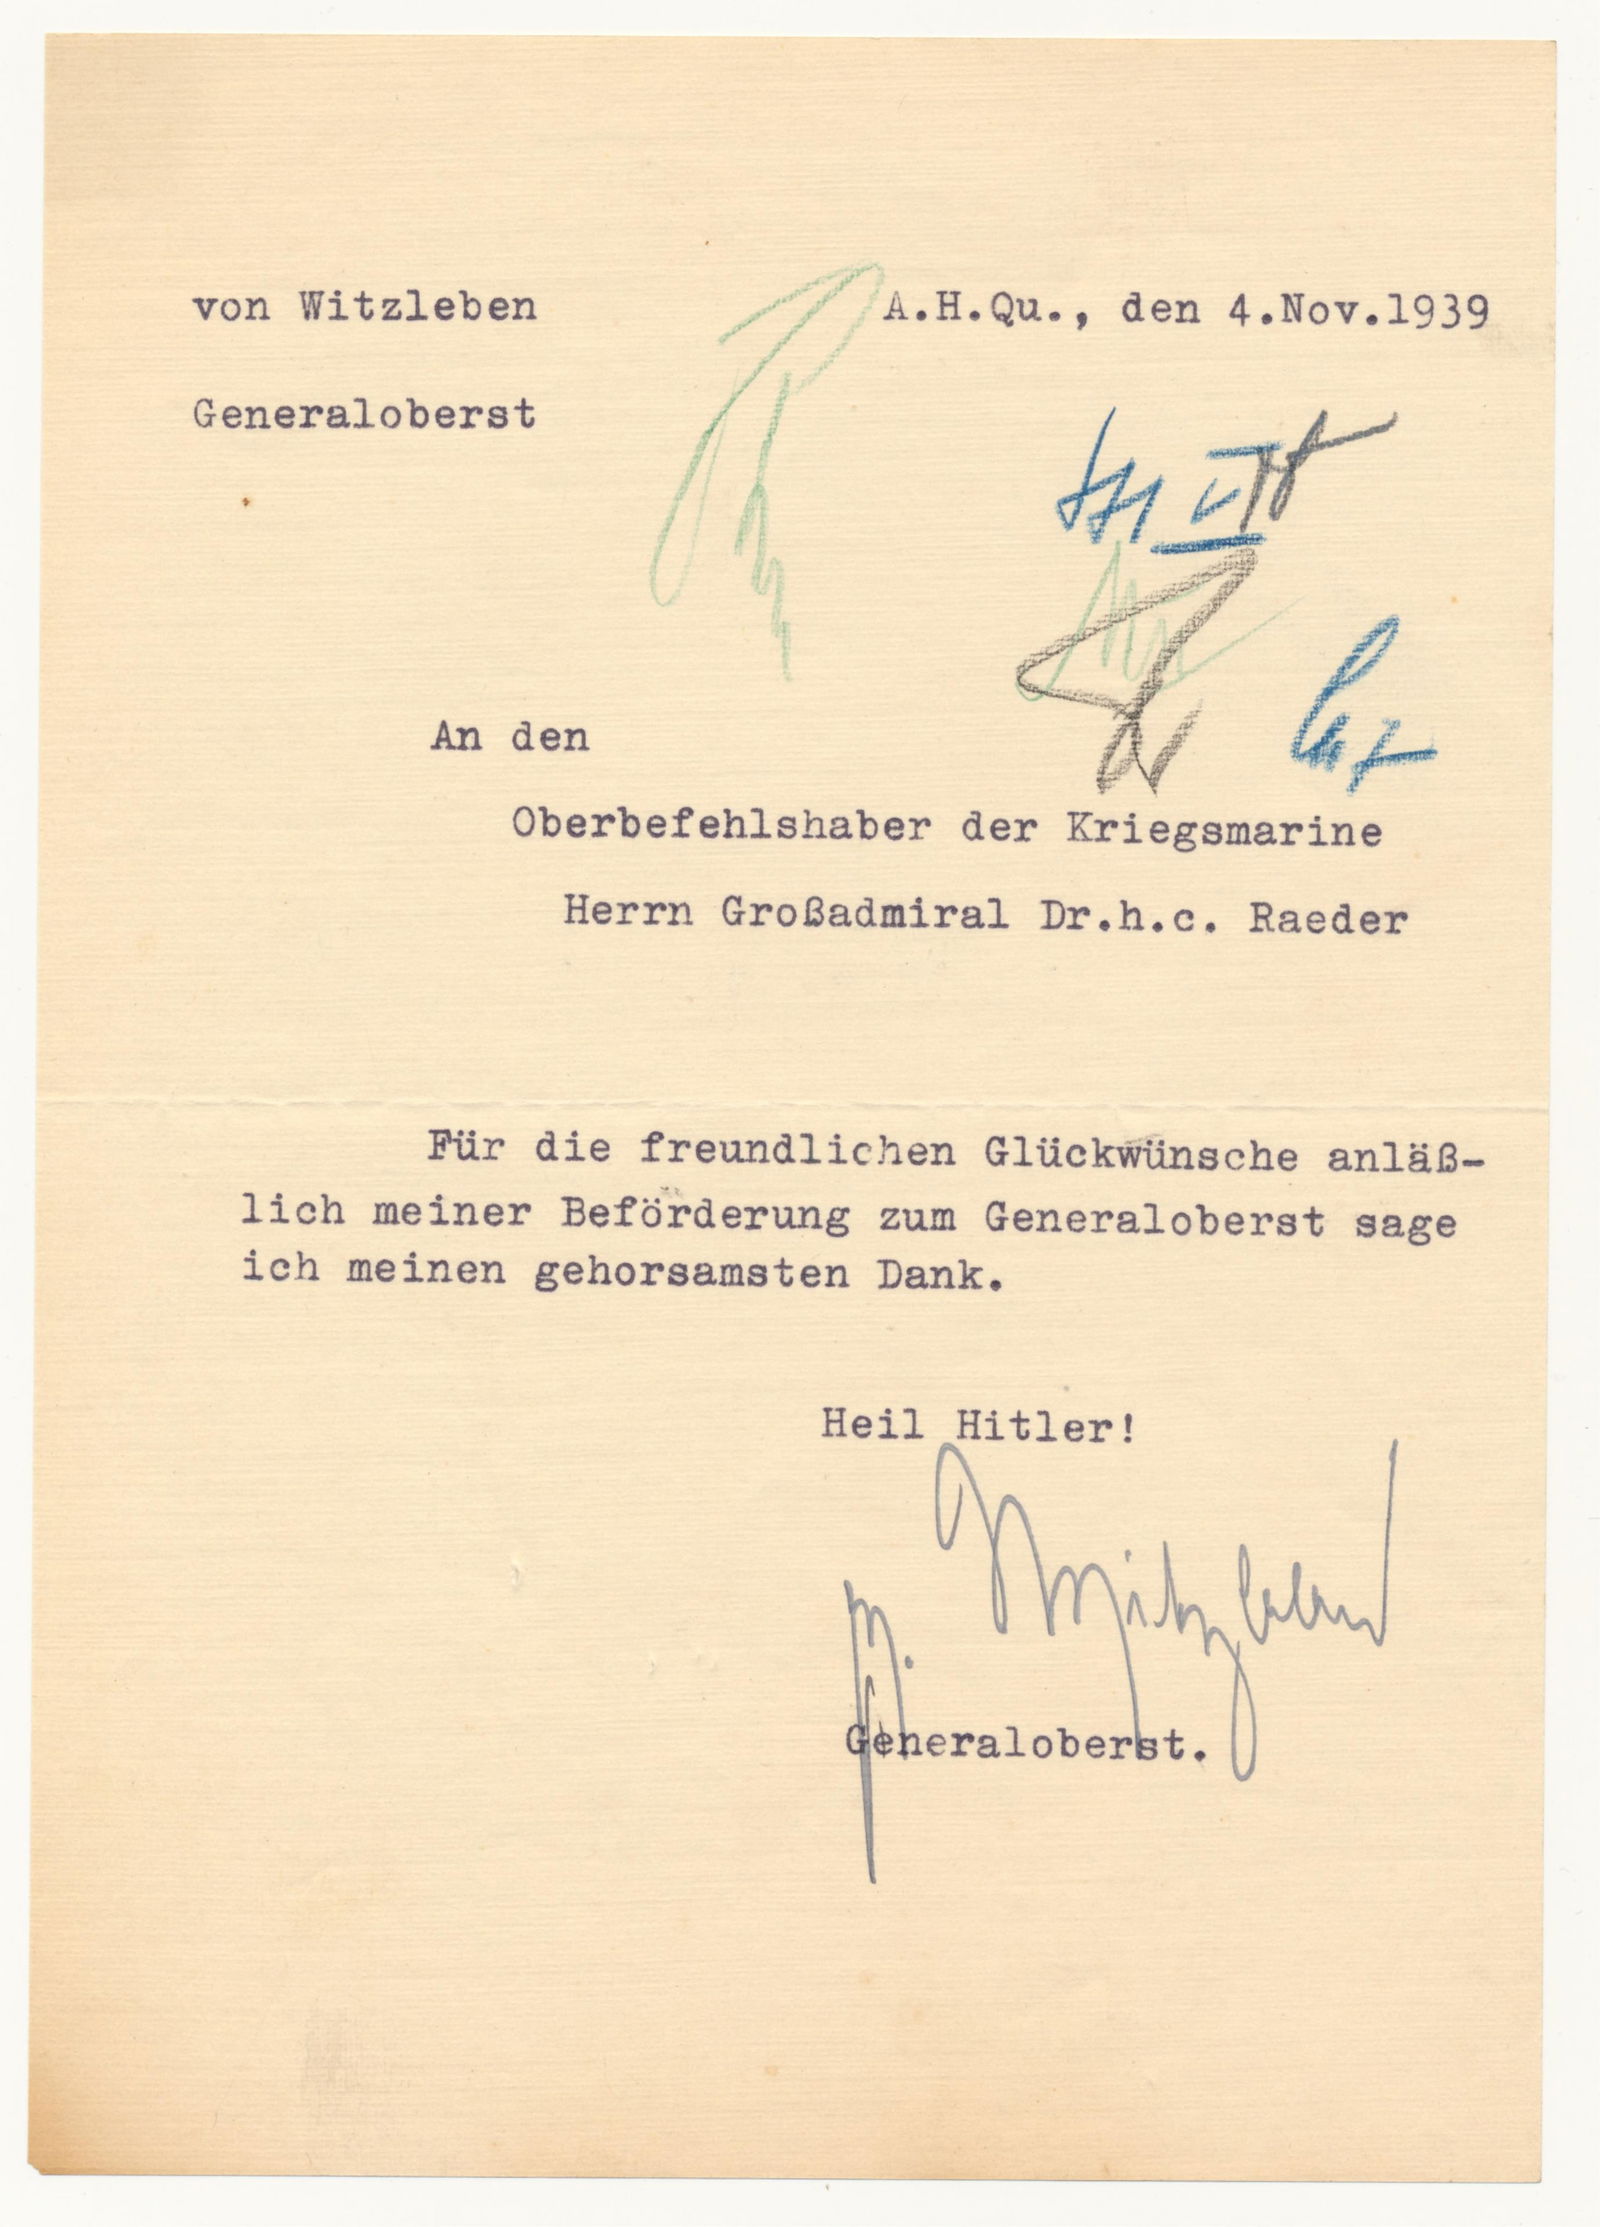 von Witzleben
A.H.Qu., den 4.Nov.1939
Generaloberst
An den
Oberbefehlshaber der Kriegsmarine
Herrn Großadmiral Dr.h.c. Raeder
Für die freundlichen Glückwünsche anläß-
lich meiner Beförderung zum Generaloberst sage
ich meinen gehorsamsten Dank.
Heil Hitler!
v. Witzleben
Generaloberst.